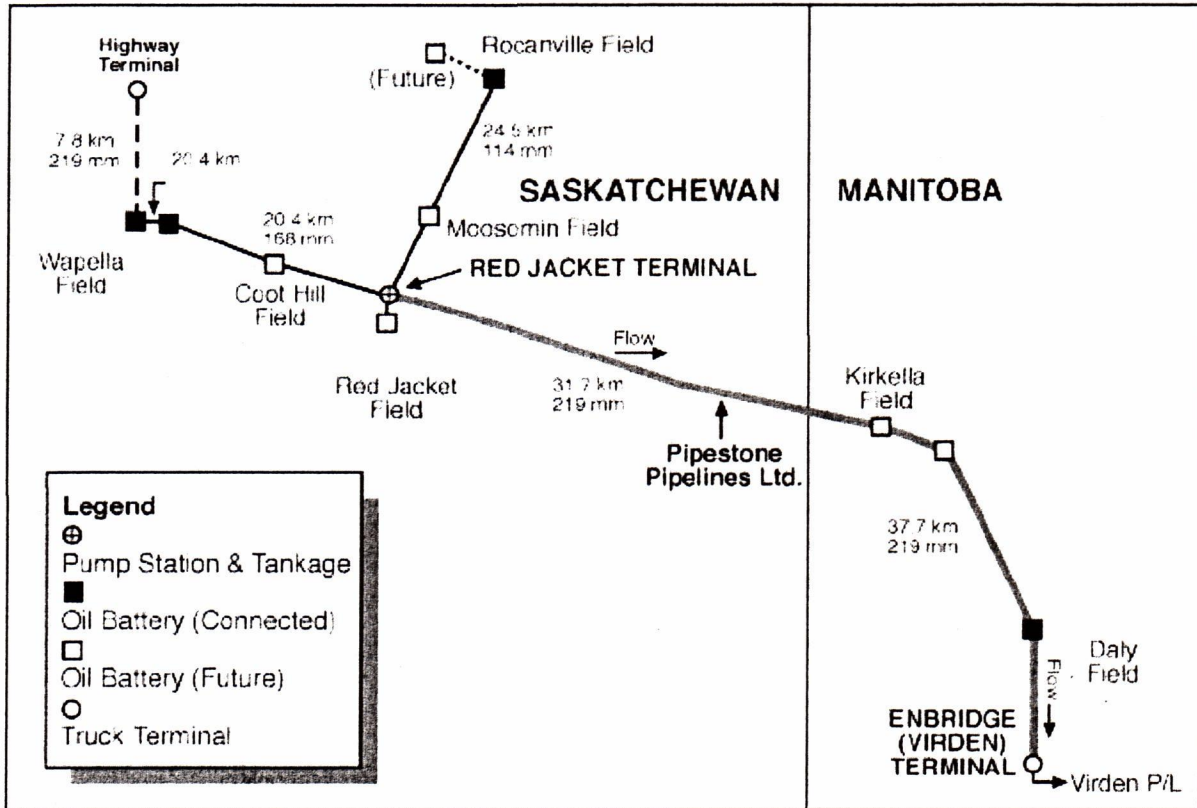 Highway
Terminal
Rocanville Field
(Future)
7.8 km
219 mm
20.4 km
24.5 km
114 mm
SASKATCHEWAN
MANITOBA
20.4 km
168 mm
Moosomin Field
Wapella
Field
RED JACKET TERMINAL
Coot Hill
Field
Flow
Red Jacket
Field
31.7 km
219 mm
Kirkella
Field
Pipestone
Pipelines Ltd.
Legend
Pump Station & Tankage
Oil Battery (Connected)
Oil Battery (Future)
Truck Terminal
37.7 km
219 mm
Daly
Field
Flow
ENBRIDGE
(VIRDEN)
TERMINAL
Virden P/L